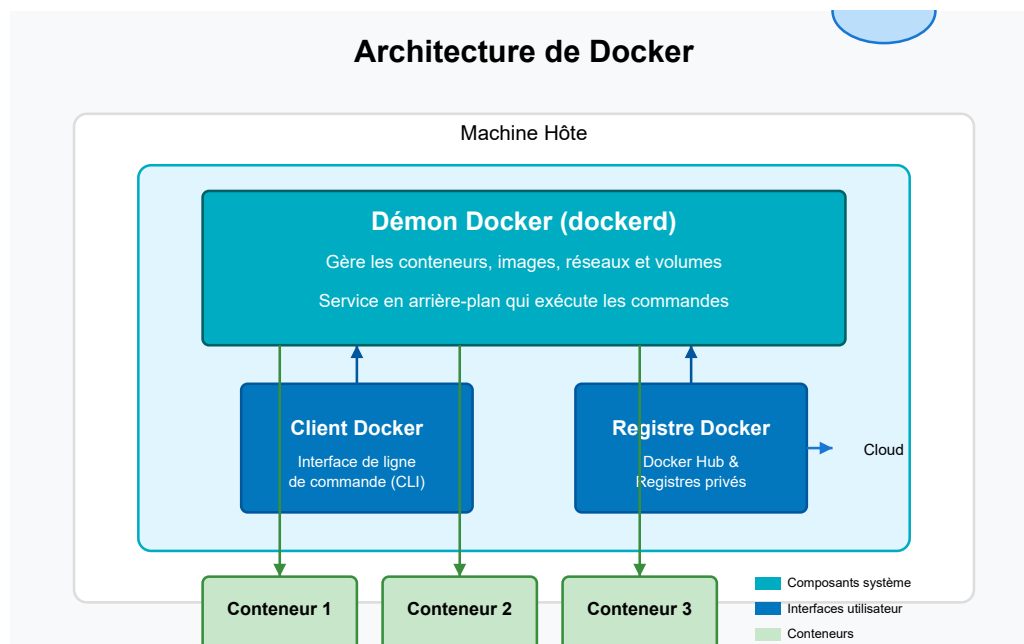 Architecture de Docker
Machine Hôte
Démon Docker (dockerd)
Gère les conteneurs, images, réseaux et volumes
Service en arrière-plan qui exécute les commandes
Client Docker
Interface de ligne
de commande (CLI)
Registre Docker
Docker Hub &
Registres privés
Cloud
Conteneur 1
Conteneur 2
Conteneur 3
Composants système
Interfaces utilisateur
Conteneurs